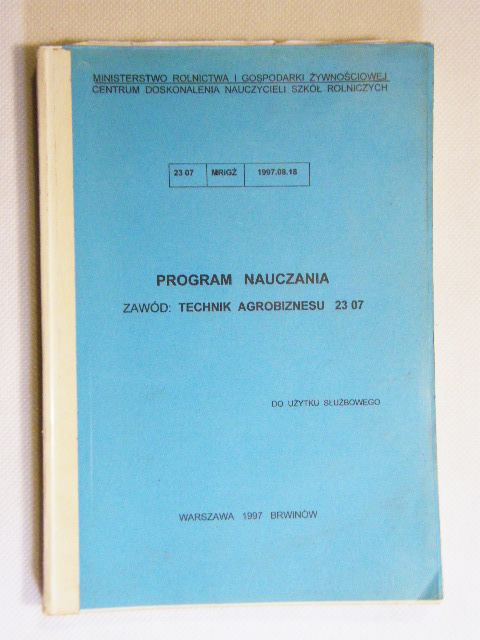 MINISTERSTWO ROLNICTWA I GOSPODARKI ŻYWNOŚCIOWEJ
CENTRUM DOSKONALENIA NAUCZYCIELI SZKÓŁ ROLNICZYCH
23 07 MRiGŻ 1997.08.18
PROGRAM NAUCZANIA
ZAWÓD: TECHNIK AGROBIZNESU 23 07
DO UŻYTKU SŁUŻBOWEGO
WARSZAWA 1997 BRWINÓW